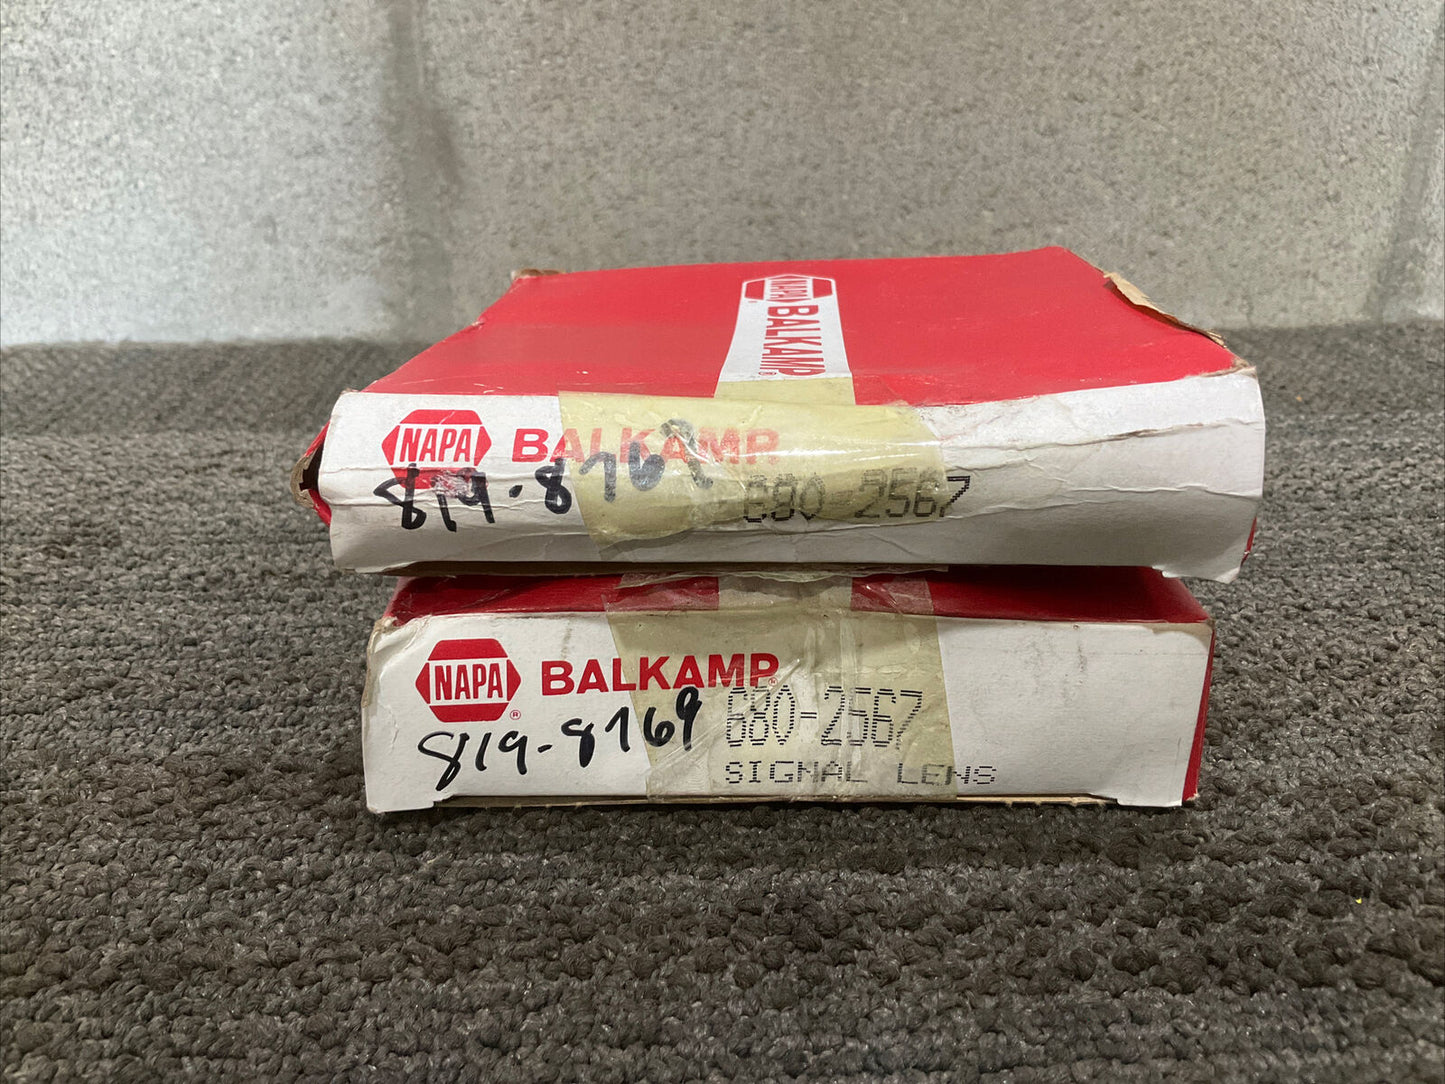 NAPA BALKAMP®
NAPA BALKAMP
819-8769 680-2567
NAPA® BALKAMP®
819-8769 680-2567
SIGNAL LENS